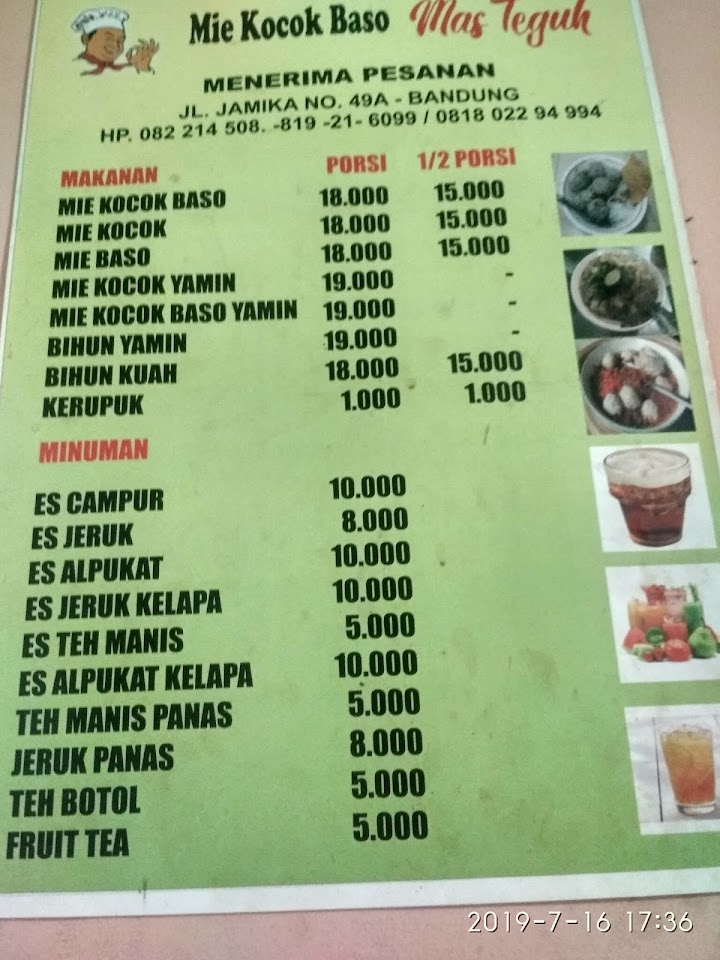 Mie Kocok Baso Mas Teguh
MENERIMA PESANAN
JL. JAMIKA NO. 49A - BANDUNG
HP. 082 214 508. -819 -21- 6099 / 0818 022 94 994
MAKANAN PORSI 1/2 PORSI
MIE KOCOK BASO 18.000 15.000
MIE KOCOK 18.000 15.000
MIE BASO 18.000 15.000
MIE KOCOK YAMIN 19.000 -
MIE KOCOK BASO YAMIN 19.000 -
BIHUN YAMIN 19.000 -
BIHUN KUAH 18.000 15.000
KERUPUK 1.000 1.000
MINUMAN
ES CAMPUR 10.000
ES JERUK 8.000
ES ALPUKAT 10.000
ES JERUK KELAPA 10.000
ES TEH MANIS 5.000
ES ALPUKAT KELAPA 10.000
TEH MANIS PANAS 5.000
JERUK PANAS 8.000
TEH BOTOL 5.000
FRUIT TEA 5.000
2019-7-16 17:36